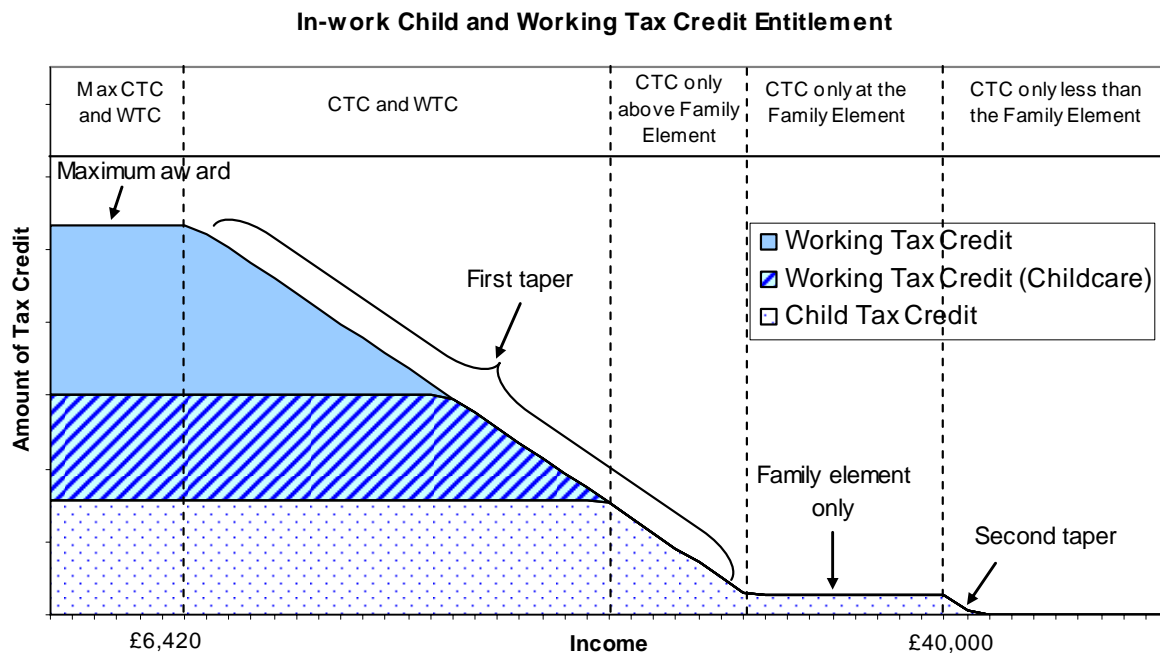 In-work Child and Working Tax Credit Entitlement
Max CTC
and WTC
CTC and WTC
CTC only
above Family
Element
CTC only at the
Family Element
CTC only less than
the Family Element
Maximum award
First taper
Working Tax Credit
Working Tax Credit (Childcare)
Child Tax Credit
Family element
only
Second taper
Amount of Tax Credit
£6,420
Income
£40,000